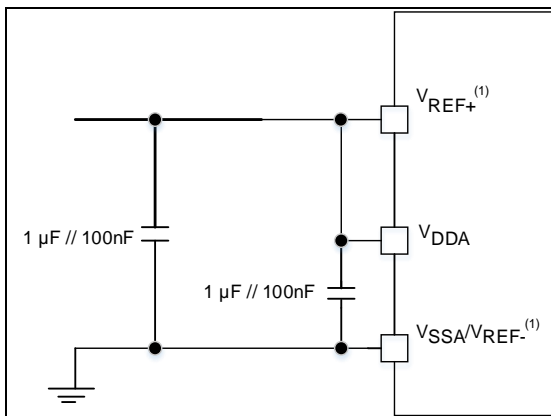 VREF+(1)
1 µF // 100nF
VDDA
1 µF // 100nF
VSSA/VREF-(1)